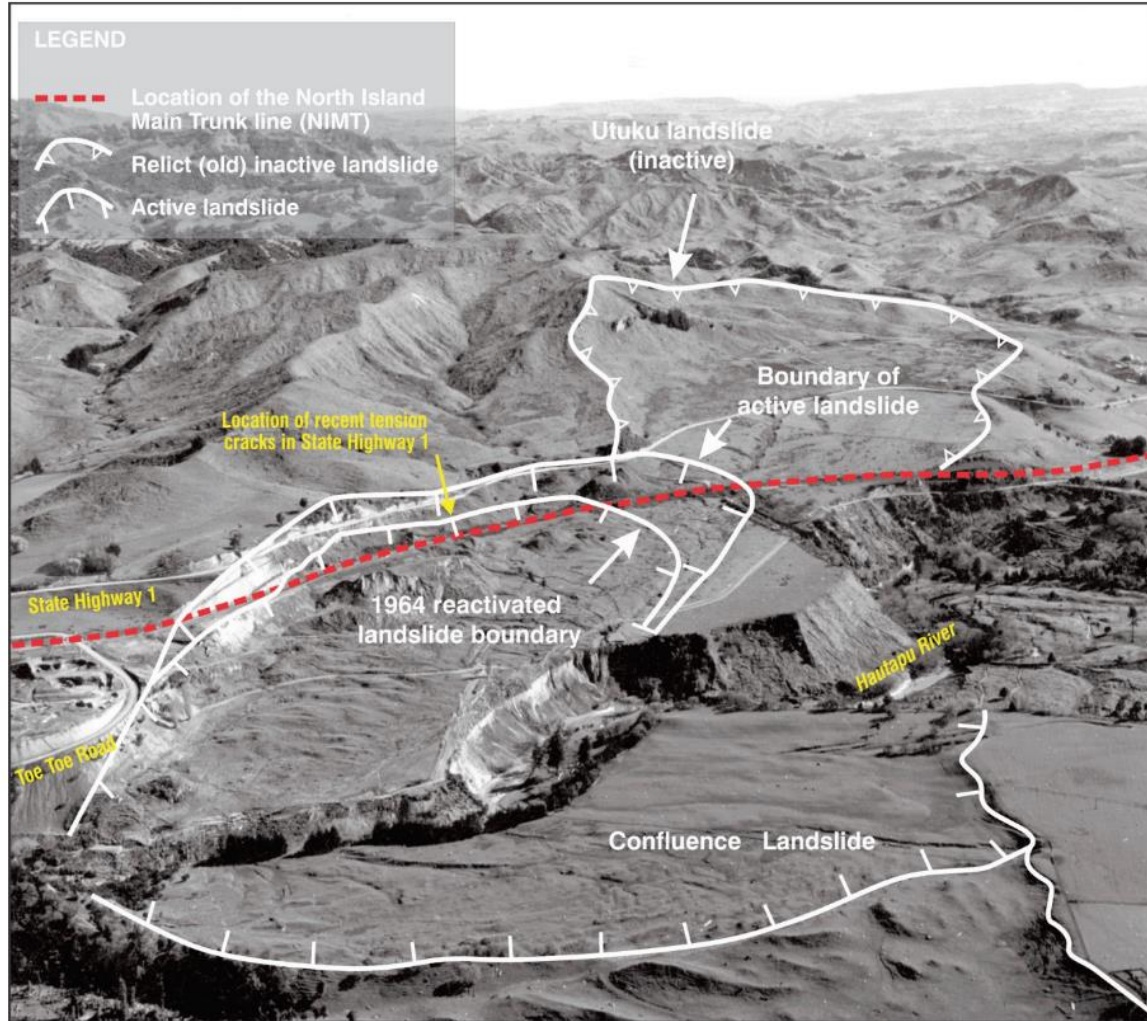 LEGEND
Location of the North Island
Main Trunk line (NIMT)
Relict (old) inactive landslide
Active landslide
Utuku landslide
(inactive)
Boundary of
active landslide
Location of recent tension
cracks in State Highway 1
State Highway 1
1964 reactivated
landslide boundary
Hautapu River
Toe Toe Road
Confluence Landslide